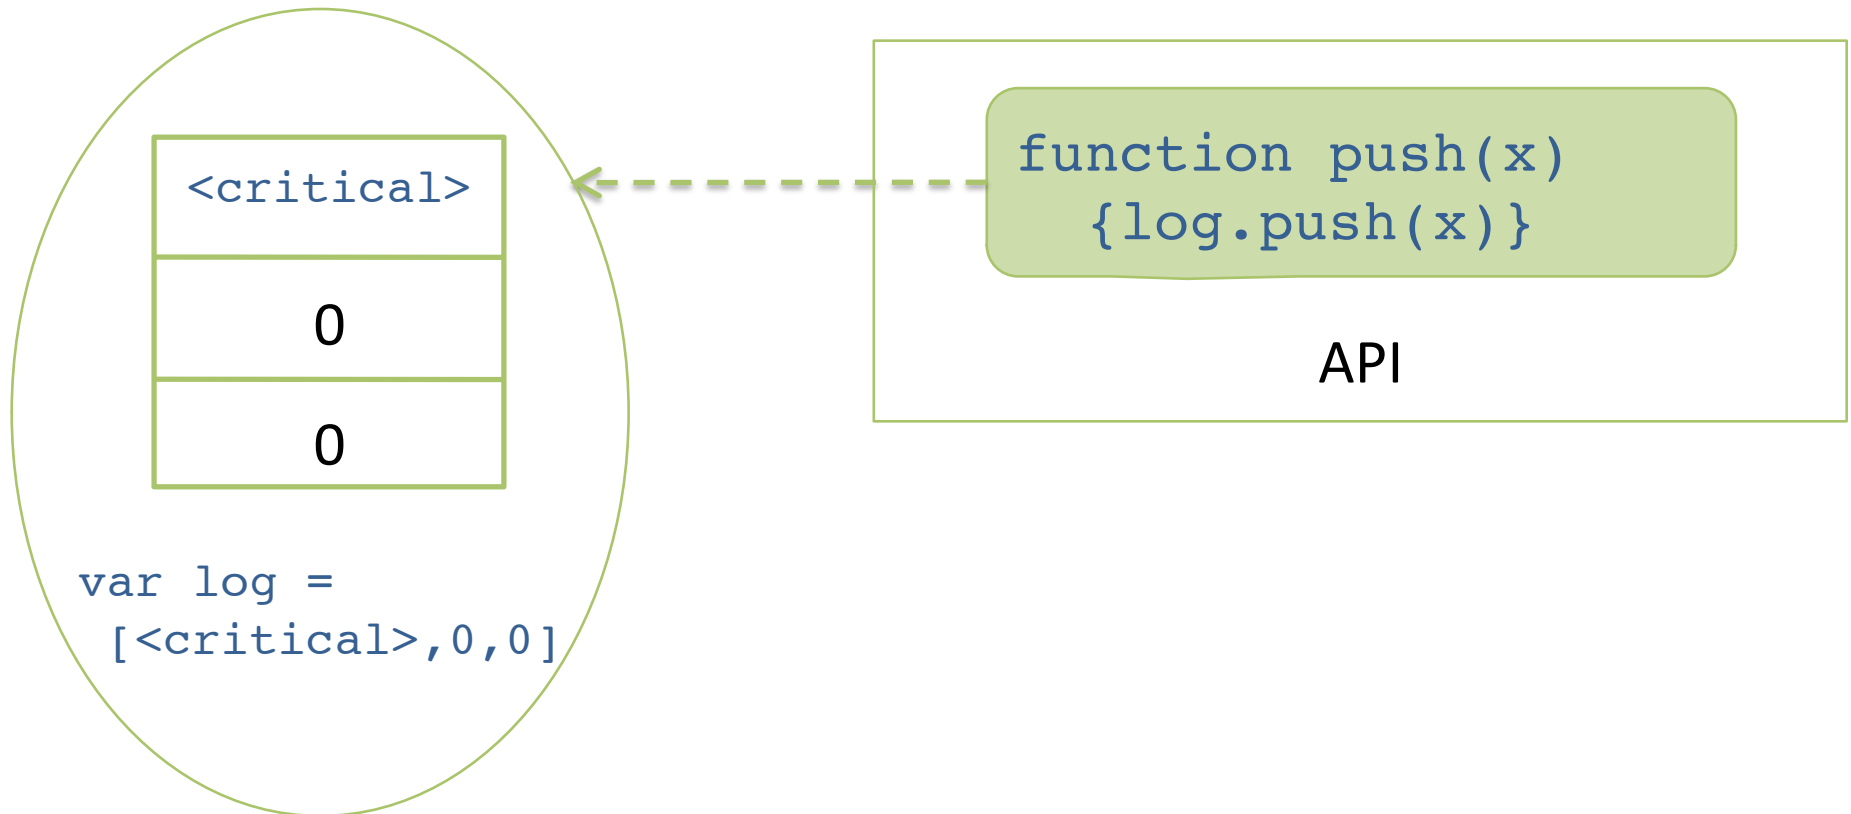 <critical>
0
0
var log =
[<critical>,0,0]
function push(x)
{log.push(x)}
API